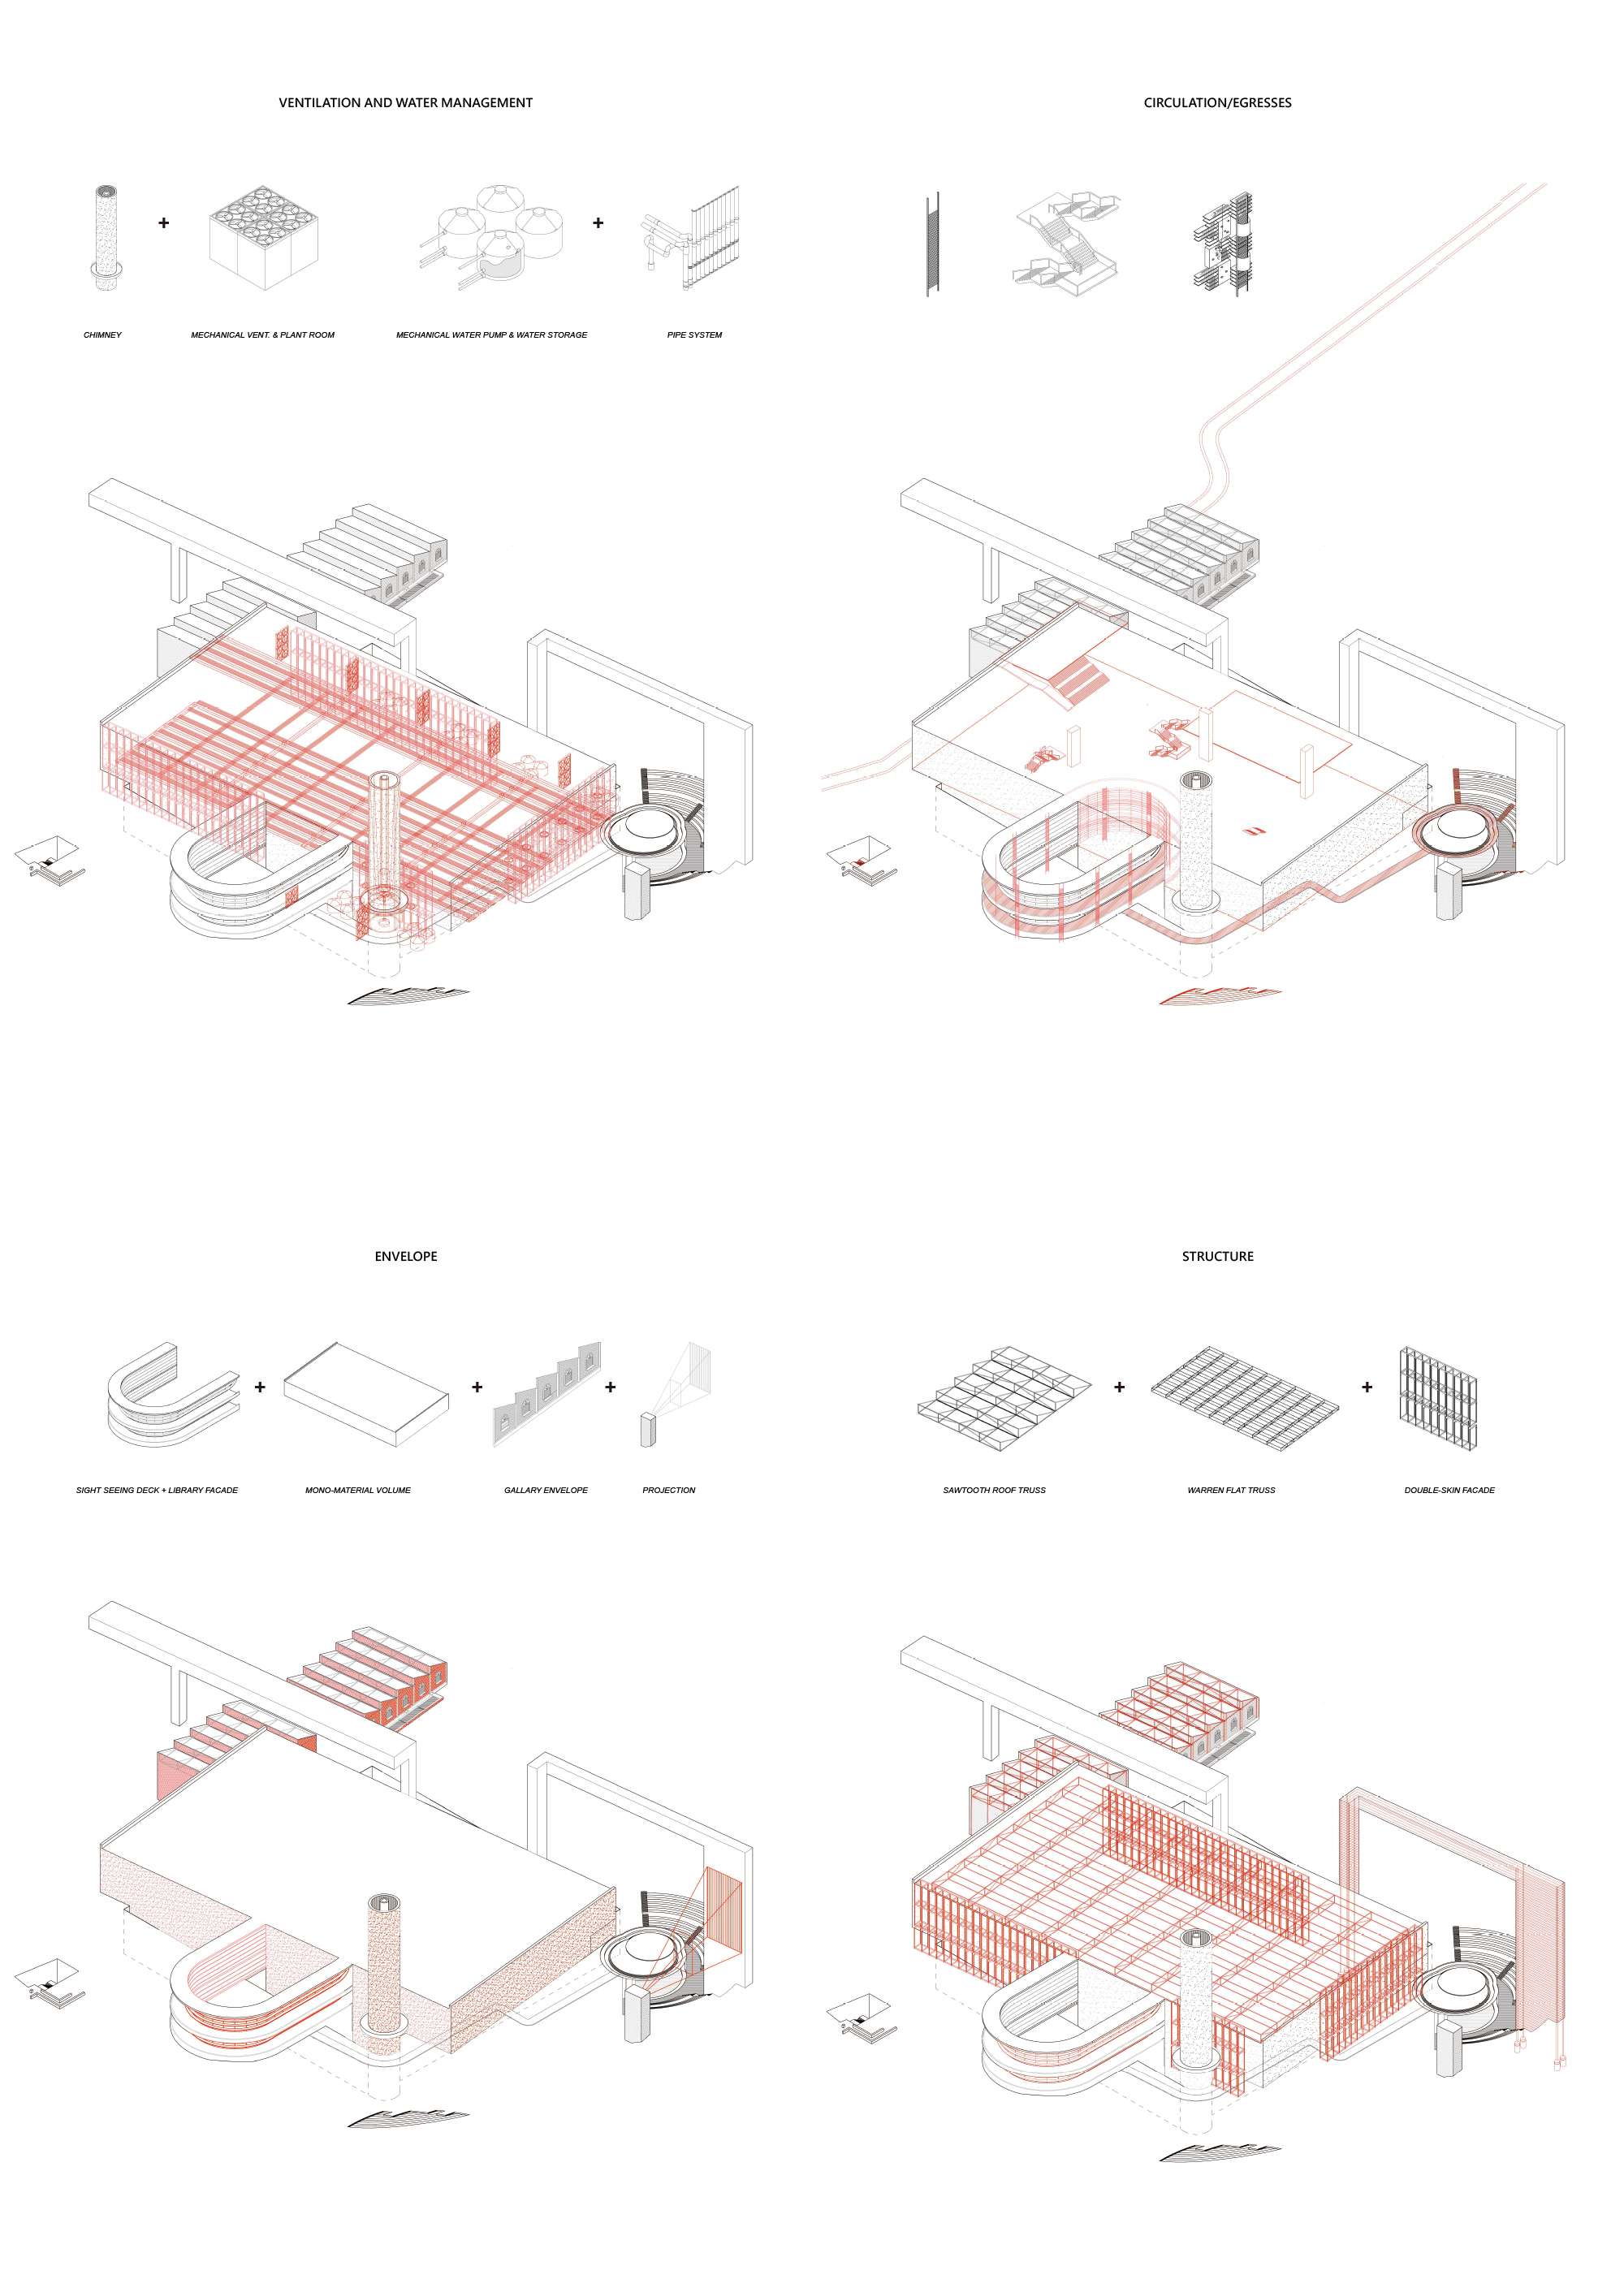 VENTILATION AND WATER MANAGEMENT
CIRCULATION/EGRESSES
+
+
CHIMNEY
MECHANICAL VENT. & PLANT ROOM
MECHANICAL WATER PUMP & WATER STORAGE
PIPE SYSTEM
ENVELOPE
STRUCTURE
+
+
+
+
+
SIGHT SEEING DECK + LIBRARY FACADE
MONO-MATERIAL VOLUME
GALLARY ENVELOPE
PROJECTION
SAWTOOTH ROOF TRUSS
WARREN FLAT TRUSS
DOUBLE-SKIN FACADE